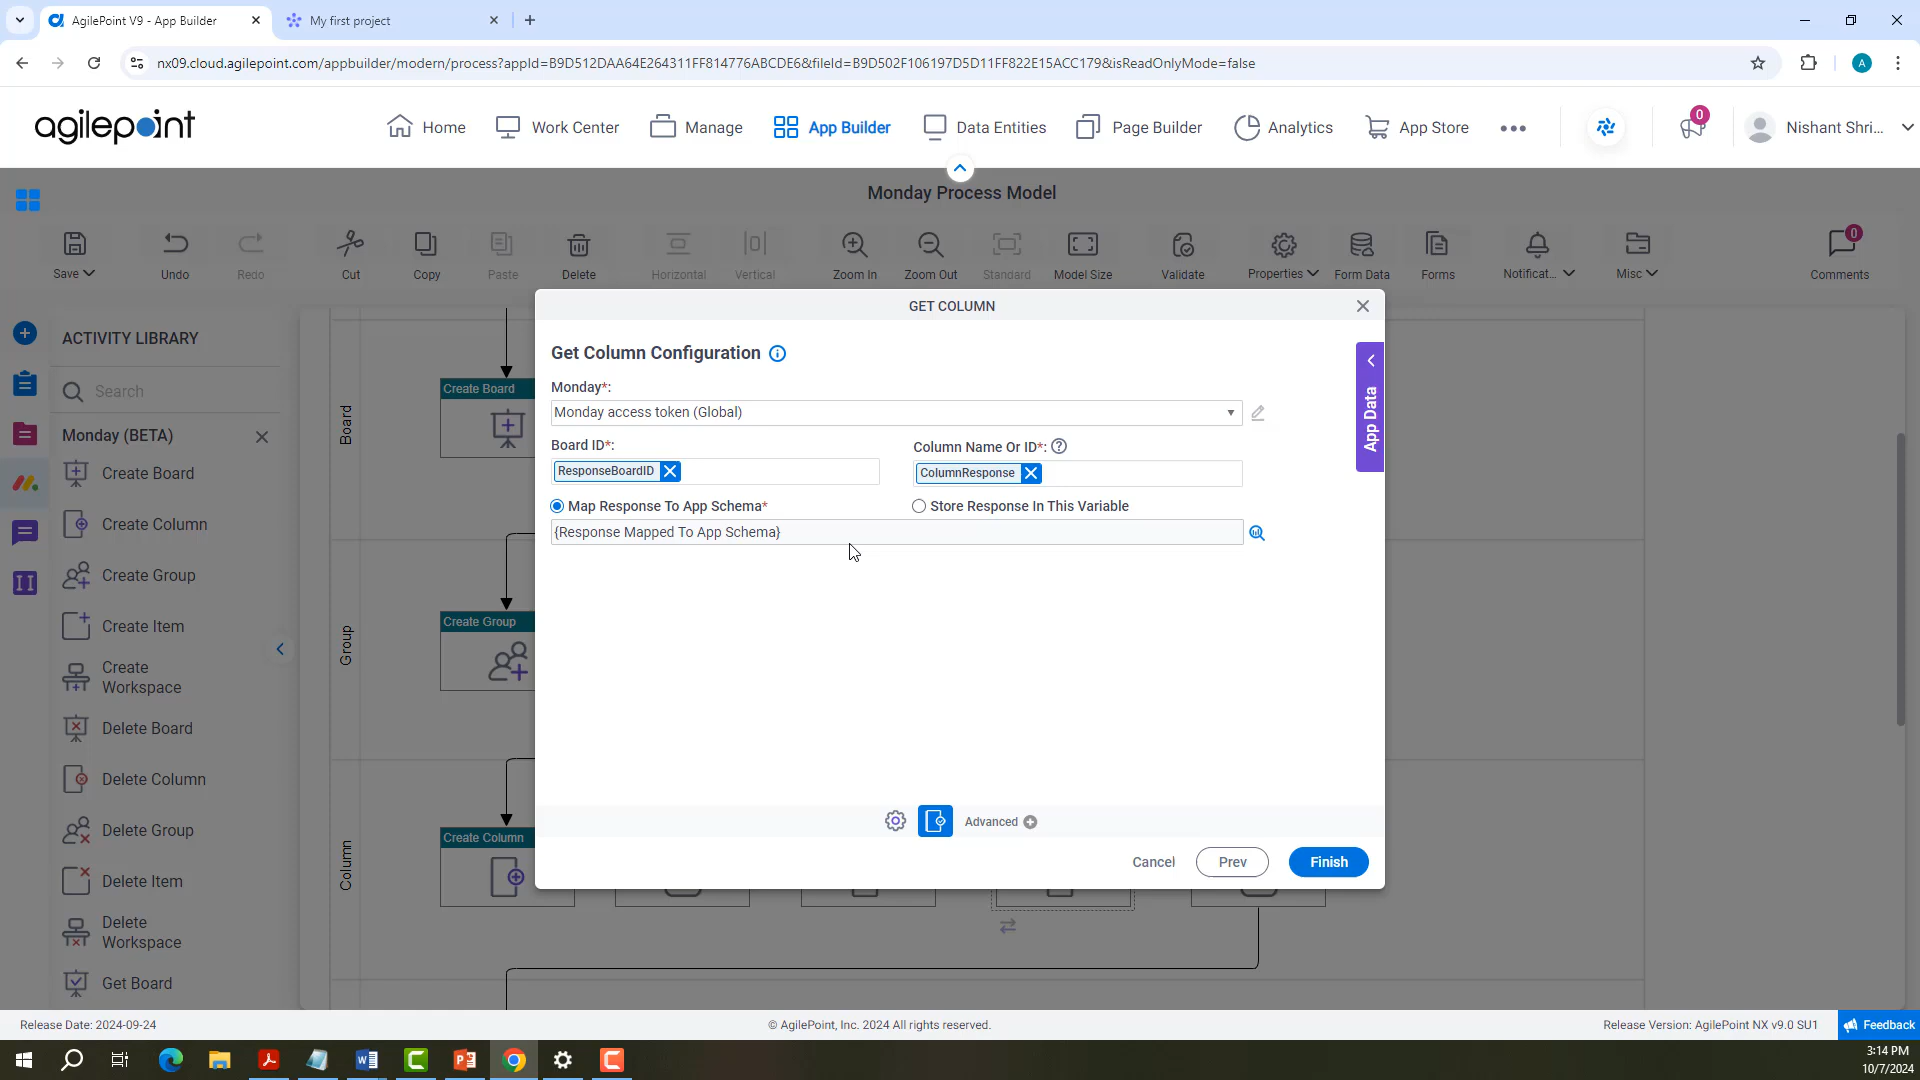 AgilePoint V9 - App Builder
My first project
nx09.cloud.agilepoint.com/appbuilder/modern/process?appId=B9D512DAA64E264311FF814776ABCDE6&fileId=B9D502F106197D5D11FF822E15ACC179&isReadOnlyMode=false
A
agilepoint
Home
Work Center
Manage
App Builder
Data Entities
Page Builder
Analytics
App Store
0
Nishant Shri...
Monday Process Model
Save
Undo
Redo
Cut
Copy
Paste
Delete
Horizontal
Vertical
Zoom In
Zoom Out
Standard
Model Size
Validate
Properties
Form Data
Forms
Notificat...
Misc
0
Comments
ACTIVITY LIBRARY
Search
Monday (BETA)
Create Board
Create Column
Create Group
Create Item
Create
Workspace
Delete Board
Delete Column
Delete Group
Delete Item
Delete
Workspace
Get Board
Board
Create Board
Group
Create Group
Column
Create Column
GET COLUMN
Get Column Configuration
Monday*:
Monday access token (Global)
Board ID*:
ResponseBoardID
Column Name Or ID*:
ColumnResponse
Map Response To App Schema*
Store Response In This Variable
{Response Mapped To App Schema}
App Data
Advanced
Cancel
Prev
Finish
Release Date: 2024-09-24
© AgilePoint, Inc. 2024 All rights reserved.
Release Version: AgilePoint NX v9.0 SU1
Feedback
3:14 PM
10/7/2024